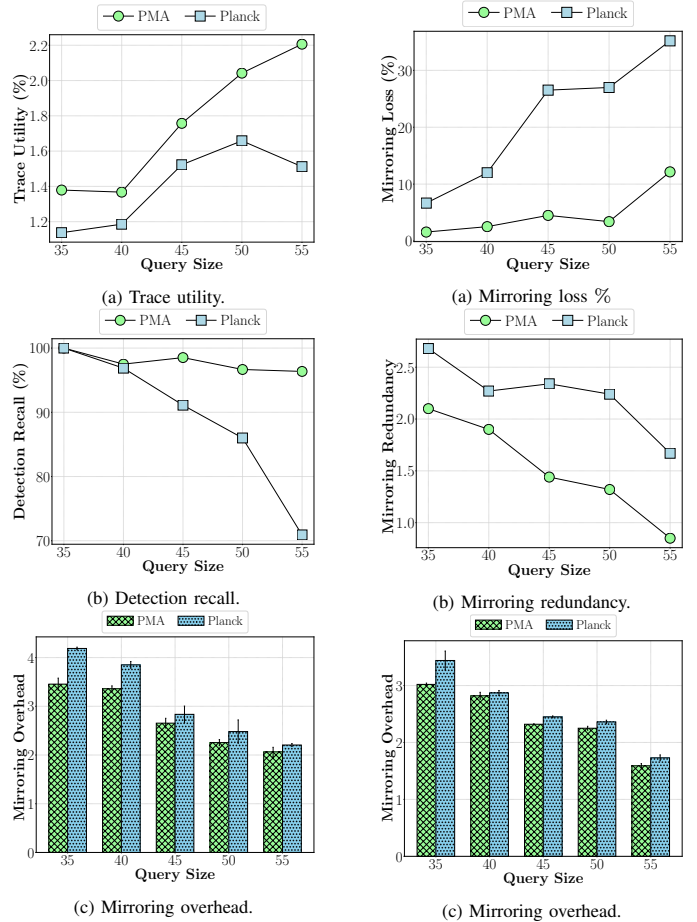 PMA Planck
2.2
2.0
1.8
1.6
1.4
1.2
Trace Utility (%)
35 40 45 50 55
Query Size
(a) Trace utility.
PMA Planck
30
20
10
0
Mirroring Loss (%)
35 40 45 50 55
Query Size
(a) Mirroring loss %
PMA Planck
100
90
80
70
Detection Recall (%)
35 40 45 50 55
Query Size
(b) Detection recall.
PMA Planck
2.5
2.0
1.5
1.0
Mirroring Redundancy
35 40 45 50 55
Query Size
(b) Mirroring redundancy.
PMA Planck
4
3
2
1
0
Mirroring Overhead
35 40 45 50 55
Query Size
(c) Mirroring overhead.
PMA Planck
3
2
1
0
Mirroring Overhead
35 40 45 50 55
Query Size
(c) Mirroring overhead.